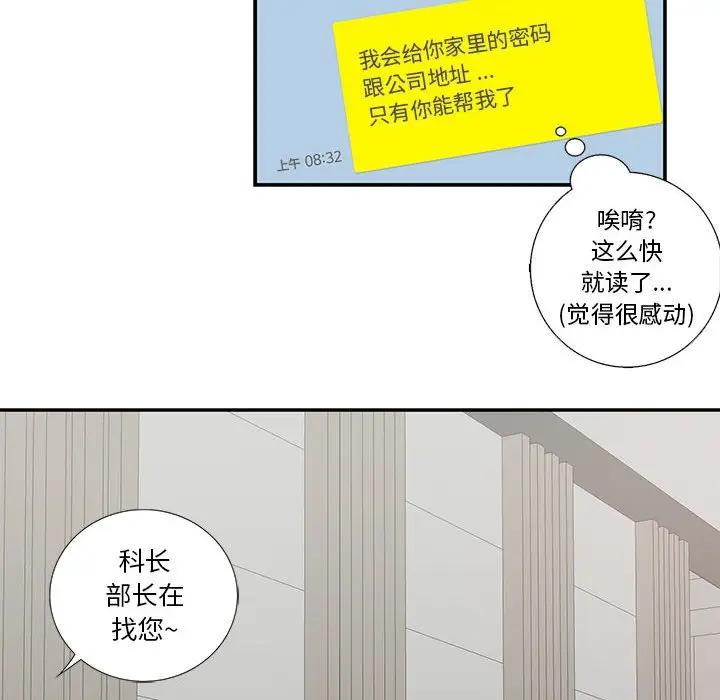 我会给你家里的密码
跟公司地址 ...
只有你能帮我了
上午 08:32
唉唷?
这么快
就读了...
(觉得很感动)
科长
部长在
找您~